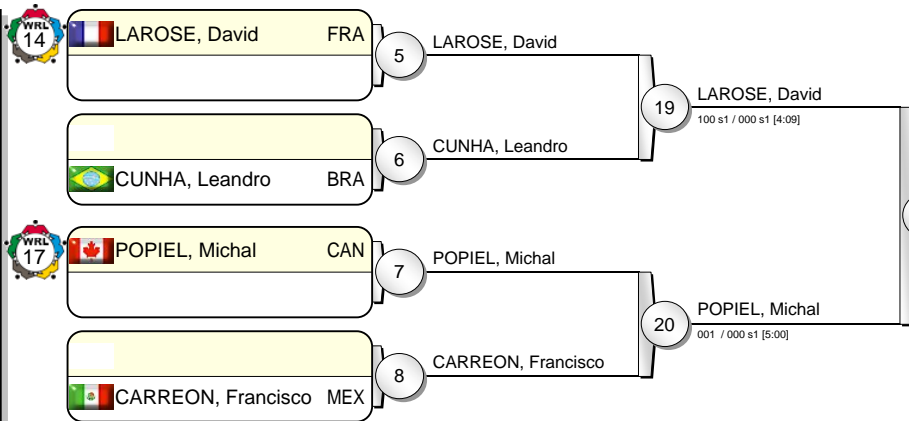 WRL
14
LAROSE, David FRA
5
LAROSE, David
6
CUNHA, Leandro
CUNHA, Leandro BRA
19
LAROSE, David
100 s1 / 000 s1 [4:09]
WRL
17
POPIEL, Michal CAN
7
POPIEL, Michal
8
CARREON, Francisco
CARREON, Francisco MEX
20
POPIEL, Michal
001 / 000 s1 [5:00]